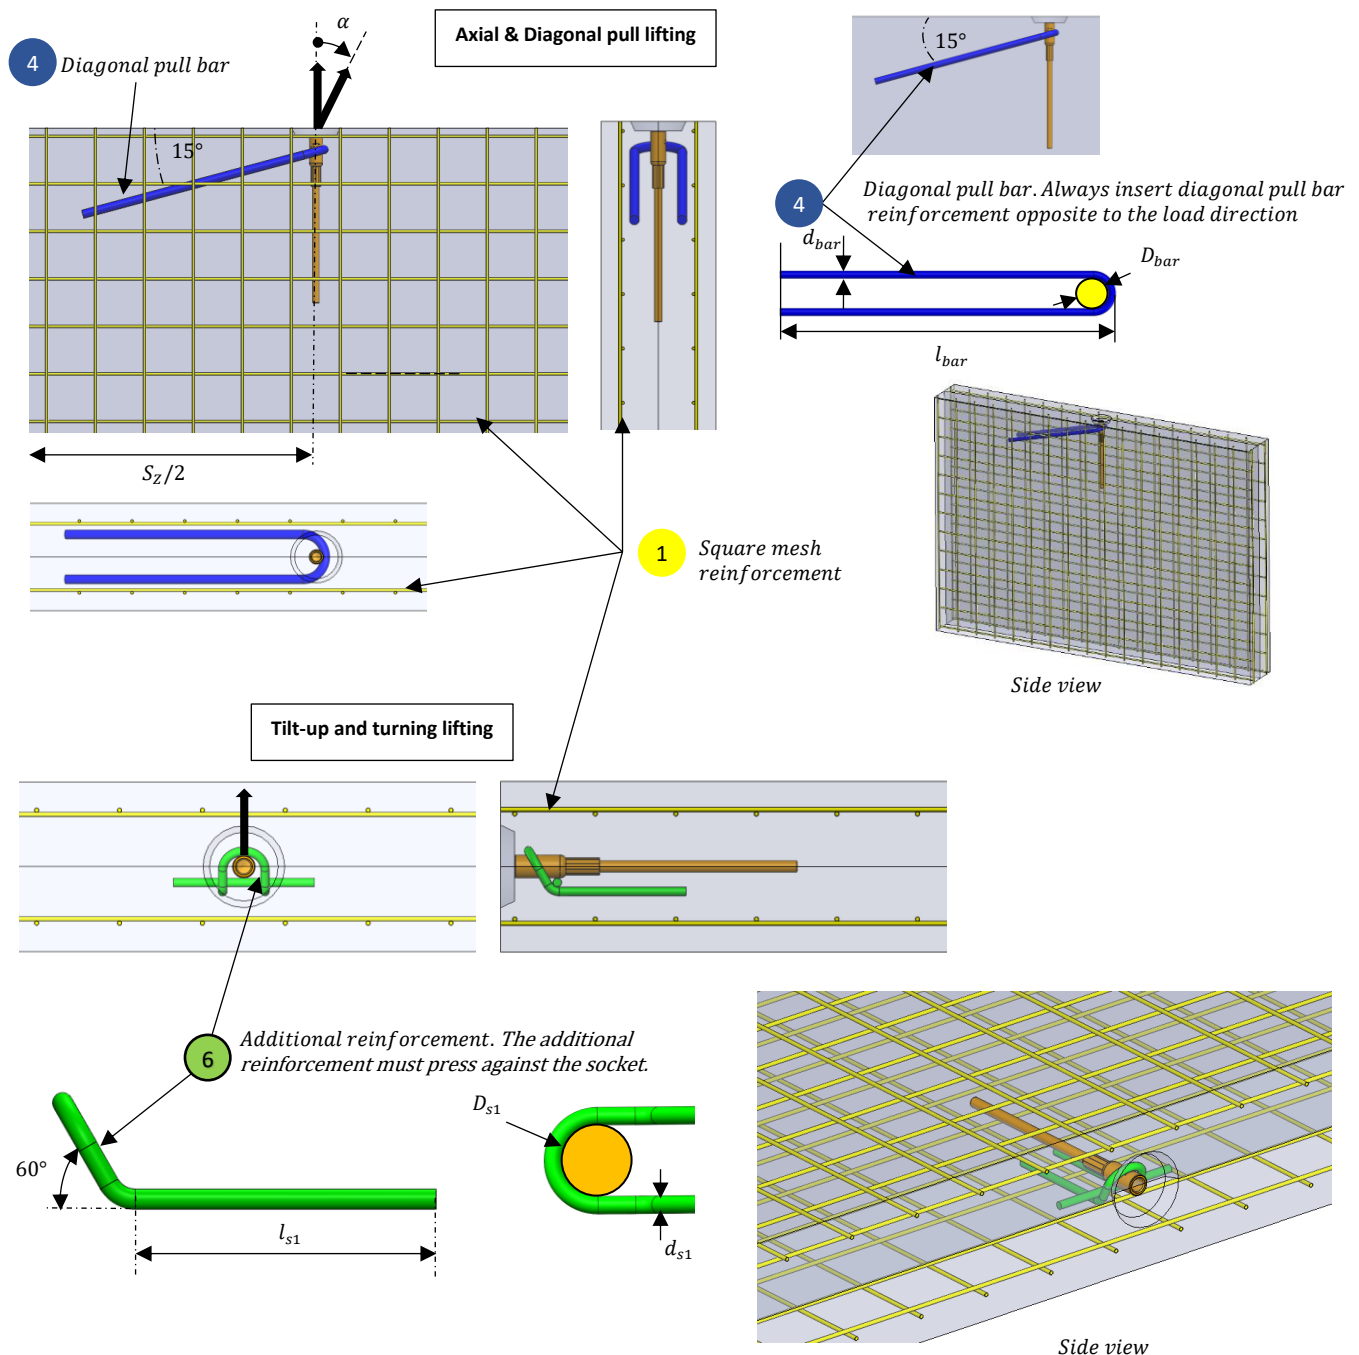 α
Axial & Diagonal pull lifting
4
Diagonal pull bar
15°
15°
4
Diagonal pull bar. Always insert diagonal pull bar
reinforcement opposite to the load direction
d_bar
D_bar
l_bar
S_Z/2
1
Square mesh
reinforcement
Side view
Tilt-up and turning lifting
6
Additional reinforcement. The additional
reinforcement must press against the socket.
D_s1
60°
l_s1
d_s1
Side view